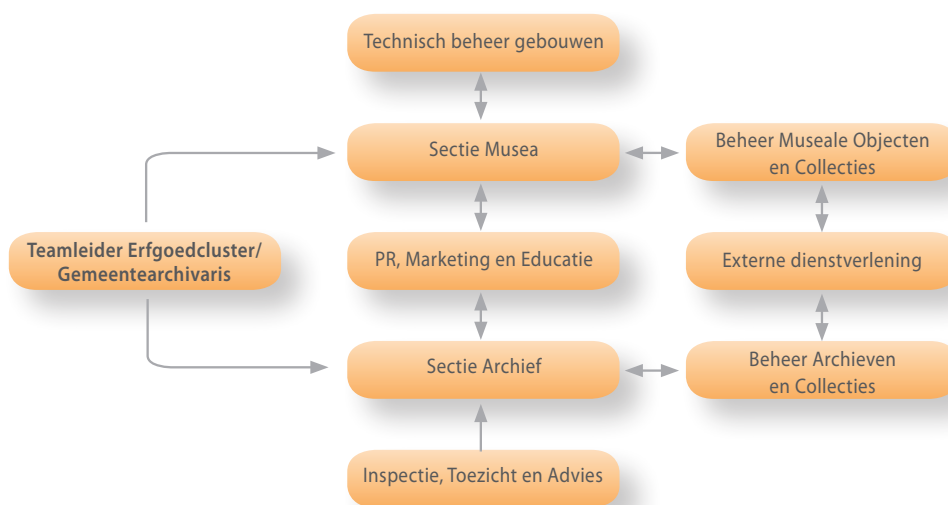 Technisch beheer gebouwen
Sectie Musea
Beheer Museale Objecten
en Collecties
Teamleider Erfgoedcluster/
Gemeentearchivaris
PR, Marketing en Educatie
Externe dienstverlening
Sectie Archief
Beheer Archieven
en Collecties
Inspectie, Toezicht en Advies